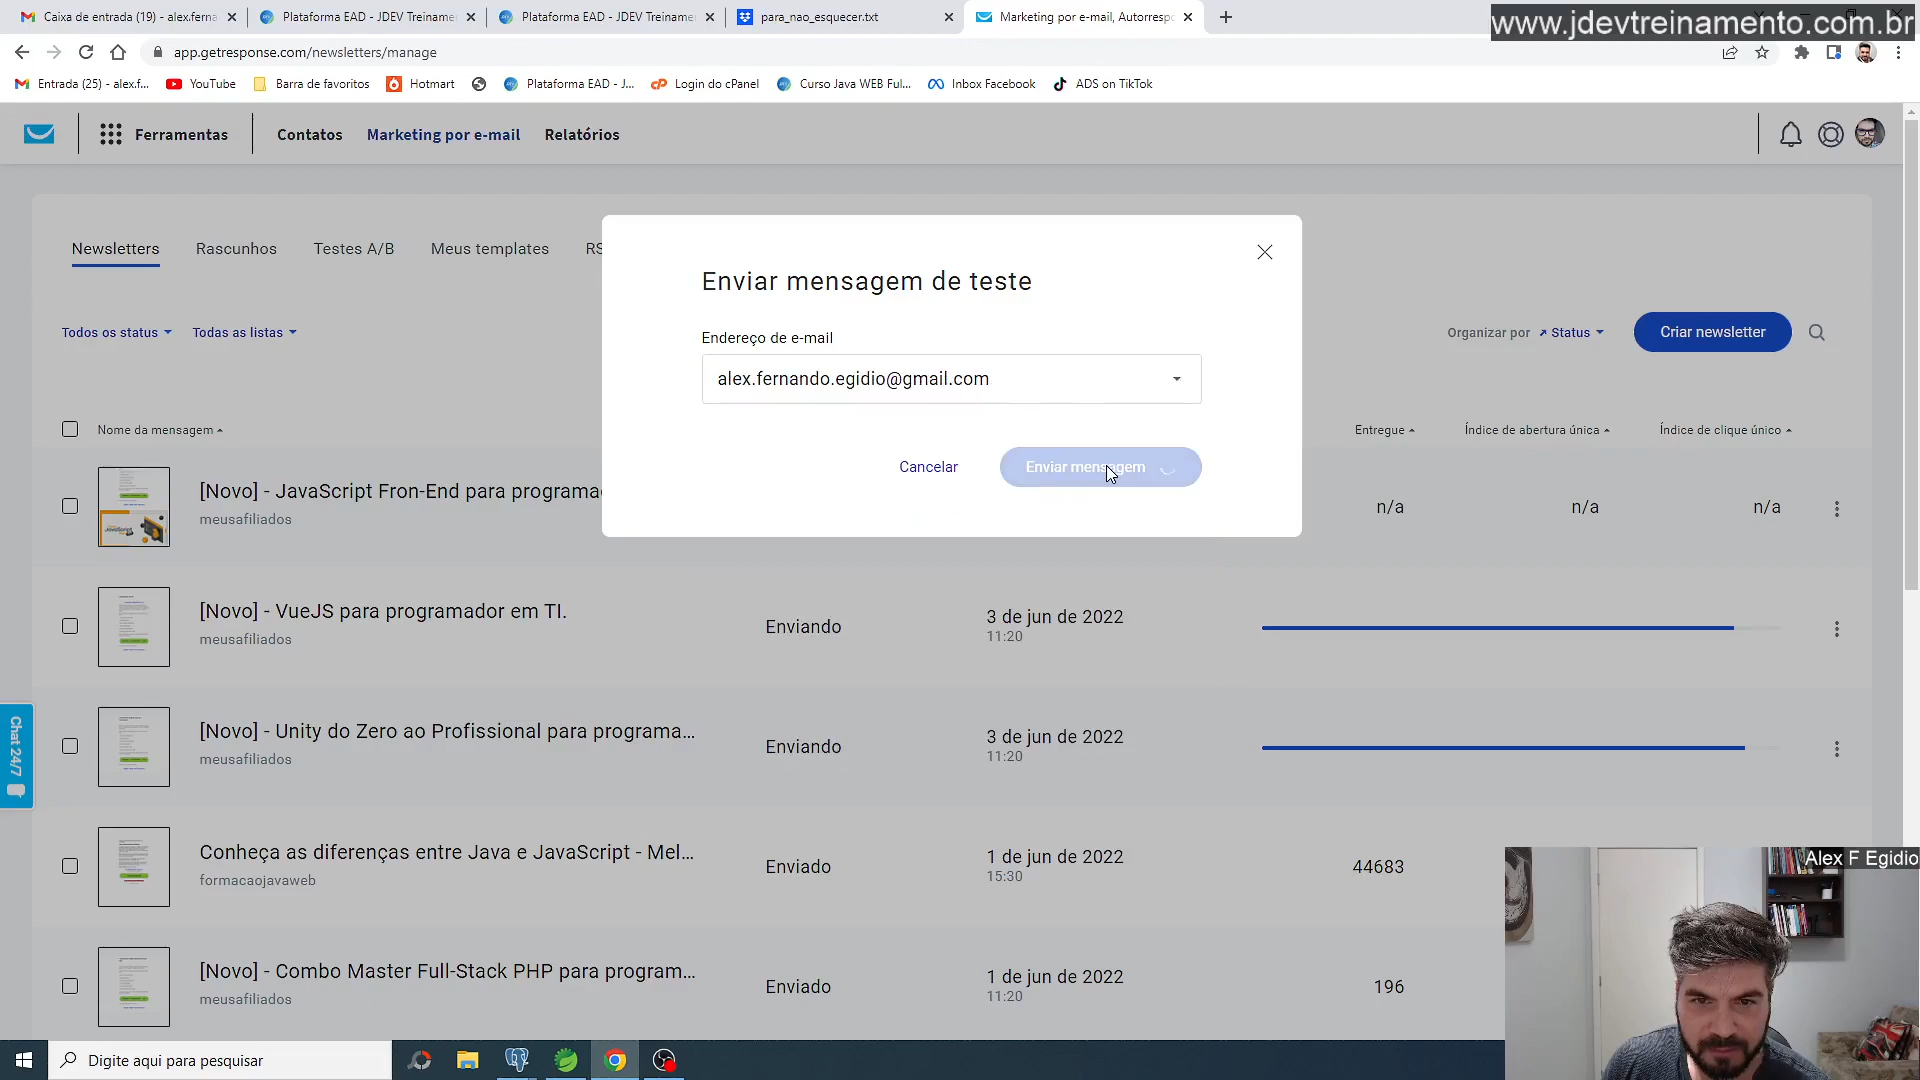 Caixa de entrada (19) - alex.ferna
Plataforma EAD - JDEV Treiname
Plataforma EAD - JDEV Treiname
para_nao_esquecer.txt
Marketing por e-mail, Autorrespo
www.jdevtreinamento.com.br
app.getresponse.com/newsletters/manage
Entrada (25) - alex.f...
YouTube
Barra de favoritos
Hotmart
Plataforma EAD - J...
Login do cPanel
Curso Java WEB Ful...
Inbox Facebook
ADS on TikTok
Ferramentas
Contatos
Marketing por e-mail
Relatórios
Newsletters
Rascunhos
Testes A/B
Meus templates
RS
Enviar mensagem de teste
Endereço de e-mail
alex.fernando.egidio@gmail.com
Cancelar
Enviar mensagem
Todos os status
Todas as listas
Organizar por
Status
Criar newsletter
Nome da mensagem
Entregue
Índice de abertura única
Índice de clique único
[Novo] - JavaScript Fron-End para programa
meusafiliados
n/a
n/a
n/a
[Novo] - VueJS para programador em TI.
meusafiliados
Enviando
3 de jun de 2022
11:20
[Novo] - Unity do Zero ao Profissional para programa...
meusafiliados
Enviando
3 de jun de 2022
11:20
Chat 24/7
Conheça as diferenças entre Java e JavaScript - Mel...
formacaojavaweb
Enviado
1 de jun de 2022
15:30
44683
Alex F Egidio
[Novo] - Combo Master Full-Stack PHP para program...
meusafiliados
Enviado
1 de jun de 2022
11:20
196
Digite aqui para pesquisar